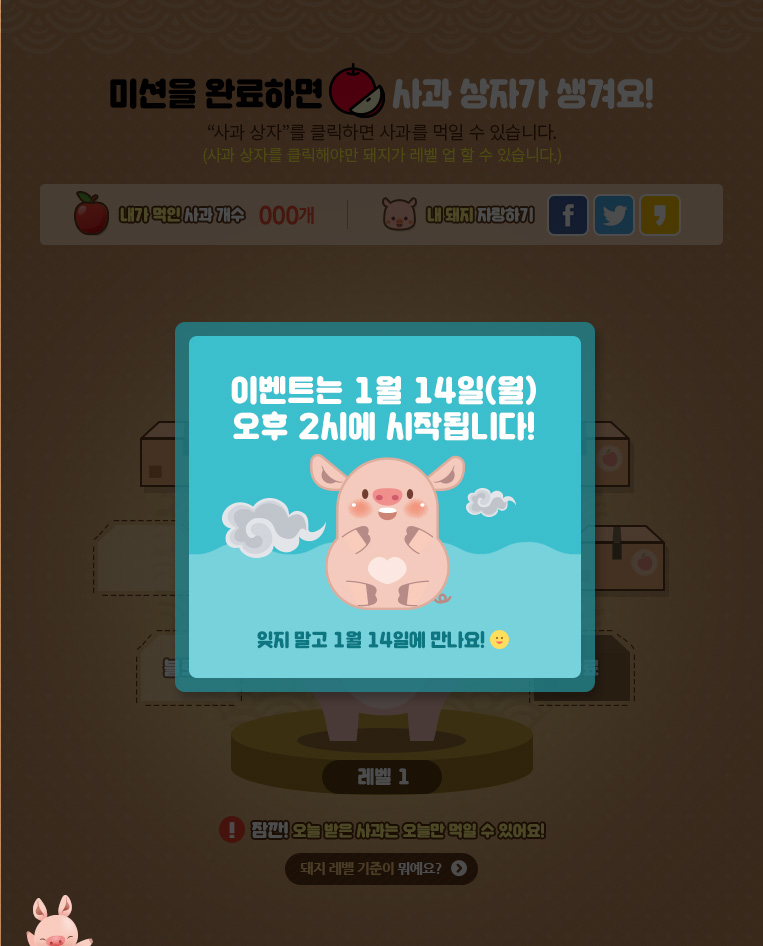 미션을 완료하면 사과 상자가 생겨요!
“사과 상자”를 클릭하면 사과를 먹일 수 있습니다.
(사과 상자를 클릭해야만 돼지가 레벨 업 할 수 있습니다.)
내가 먹인 사과 개수 000개 내 돼지 자랑하기
이벤트는 1월 14일(월)
오후 2시에 시작됩니다!
잊지 말고 1월 14일에 만나요!
레벨 1
잠깐! 오늘 받은 사과는 오늘만 먹일 수 있어요!
돼지 레벨 기준이 뭐예요?